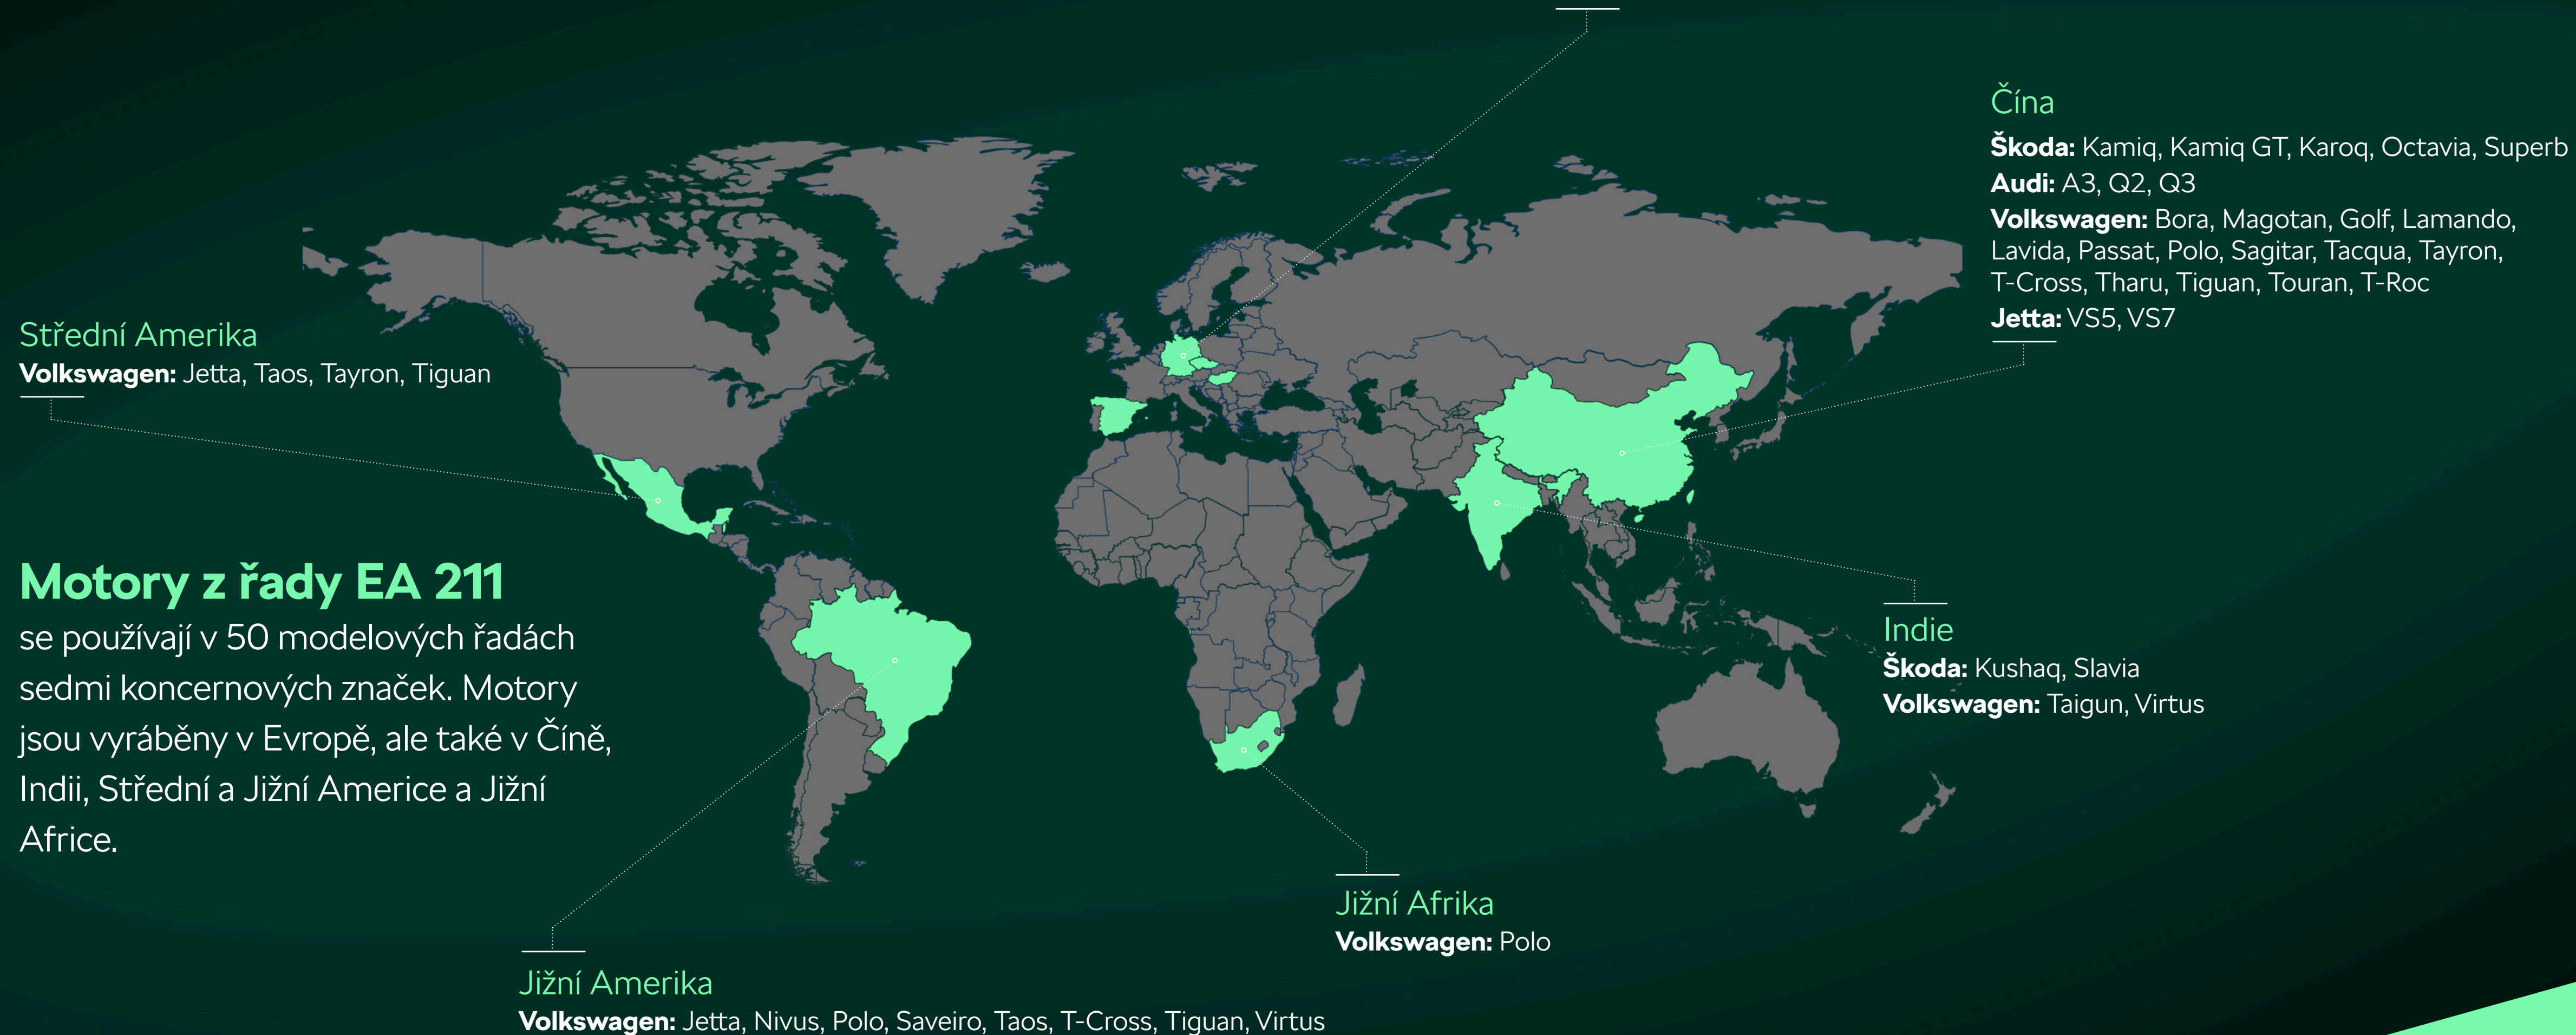 Čína
Škoda: Kamiq, Kamiq GT, Karoq, Octavia, Superb
Audi: A3, Q2, Q3
Volkswagen: Bora, Magotan, Golf, Lamando,
Lavida, Passat, Polo, Sagitar, Tacqua, Tayron,
T-Cross, Tharu, Tiguan, Touran, T-Roc
Jetta: VS5, VS7
Střední Amerika
Volkswagen: Jetta, Taos, Tayron, Tiguan
Motory z řady EA 211
se používají v 50 modelových řadách
sedmi koncernových značek. Motory
jsou vyráběny v Evropě, ale také v Číně,
Indii, Střední a Jižní Americe a Jižní
Africe.
Indie
Škoda: Kushaq, Slavia
Volkswagen: Taigun, Virtus
Jižní Afrika
Volkswagen: Polo
Jižní Amerika
Volkswagen: Jetta, Nivus, Polo, Saveiro, Taos, T-Cross, Tiguan, Virtus